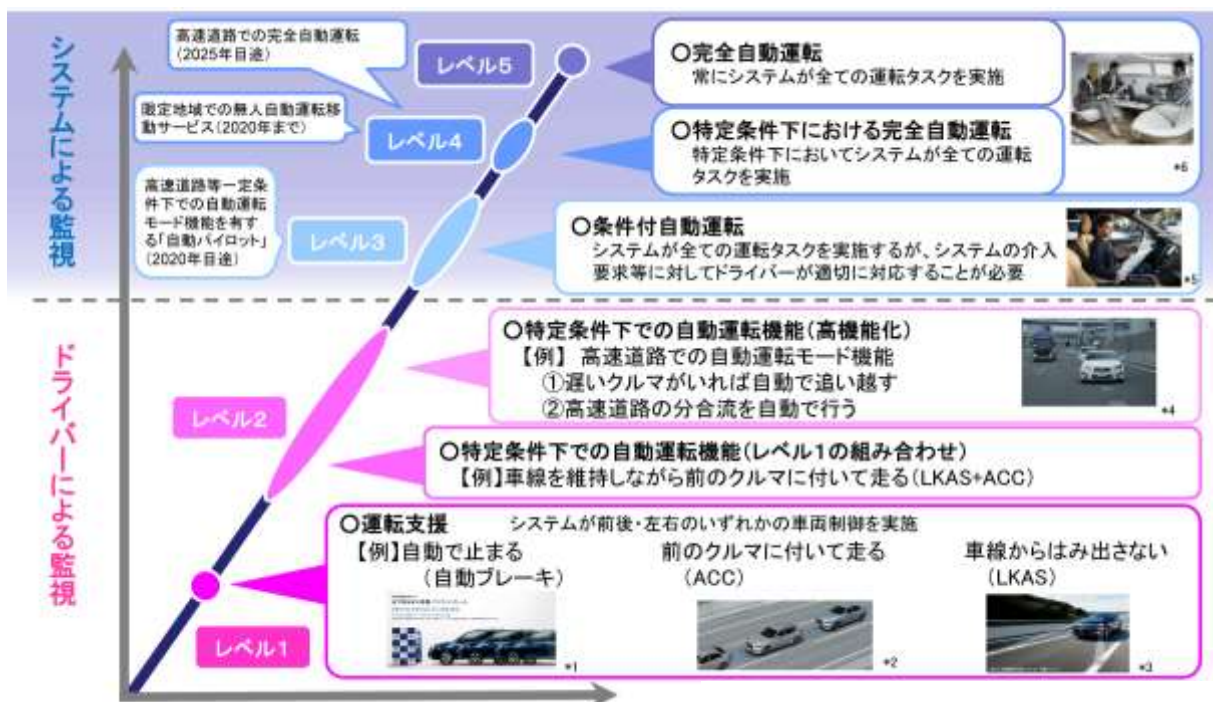 システムによる監視
高速道路での完全自動運転
(2025年目途)
レベル5
〇完全自動運転
常にシステムが全ての運転タスクを実施
限定地域での無人自動運転移
動サービス(2020年まで)
レベル4
〇特定条件下における完全自動運転
特定条件下においてシステムが全ての運転
タスクを実施
*6
高速道路等一定条
件下での自動運転
モード機能を有す
る「自動パイロット」
(2020年目途)
レベル3
〇条件付自動運転
システムが全ての運転タスクを実施するが、システムの介入
要求等に対してドライバーが適切に対応することが必要
*5
ドライバーによる監視
レベル2
〇特定条件下での自動運転機能(高機能化)
【例】 高速道路での自動運転モード機能
①遅いクルマがいれば自動で追い越す
②高速道路の分合流を自動で行う
*4
〇特定条件下での自動運転機能(レベル1の組み合わせ)
【例】車線を維持しながら前のクルマに付いて走る(LKAS+ACC)
レベル1
〇運転支援 システムが前後・左右のいずれかの車両制御を実施
【例】自動で止まる
(自動ブレーキ)
*1
前のクルマに付いて走る
(ACC)
*2
車線からはみ出さない
(LKAS)
*3